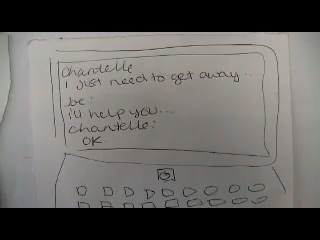 Chantelle
I just need to get away..
be:
i'll help you...
chantelle:
OK